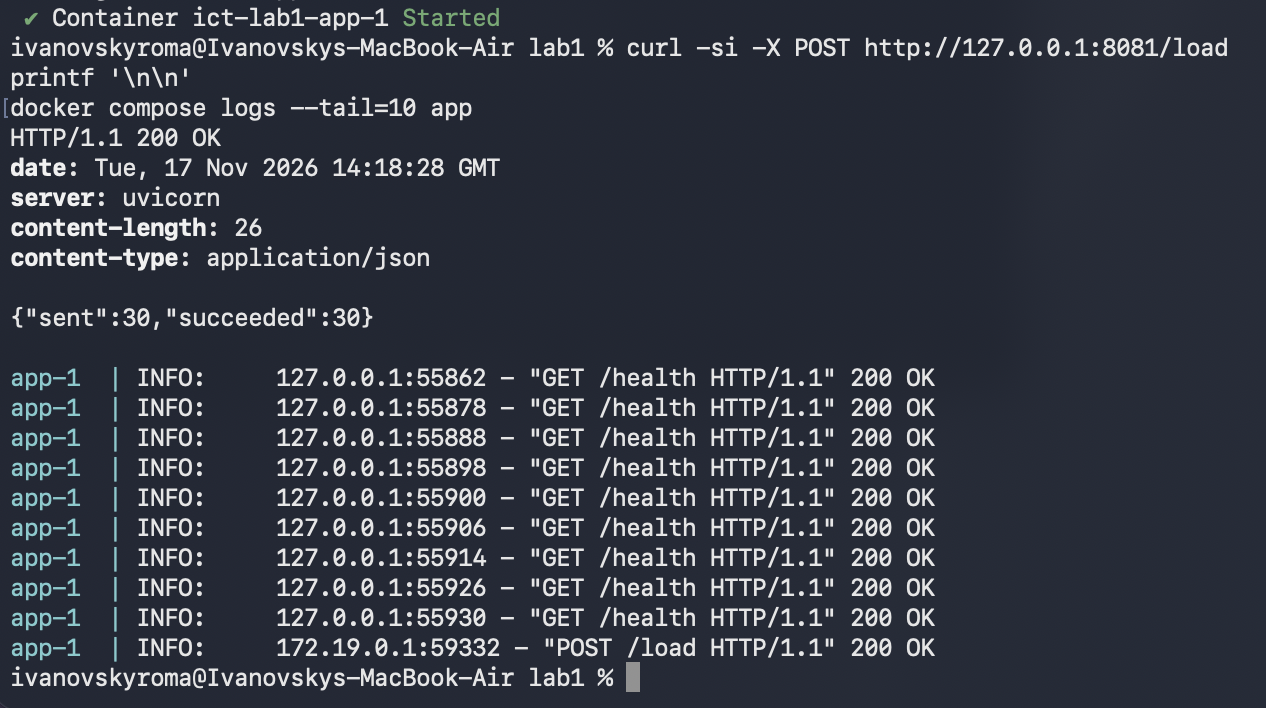 ✔ Container ict-lab1-app-1 Started
ivanovskyroma@Ivanovskys-MacBook-Air lab1 % curl -si -X POST http://127.0.0.1:8081/load
printf '\n\n'
[docker compose logs --tail=10 app
HTTP/1.1 200 OK
date: Tue, 17 Nov 2026 14:18:28 GMT
server: uvicorn
content-length: 26
content-type: application/json
{"sent":30,"succeeded":30}
app-1  | INFO:     127.0.0.1:55862 - "GET /health HTTP/1.1" 200 OK
app-1  | INFO:     127.0.0.1:55878 - "GET /health HTTP/1.1" 200 OK
app-1  | INFO:     127.0.0.1:55888 - "GET /health HTTP/1.1" 200 OK
app-1  | INFO:     127.0.0.1:55898 - "GET /health HTTP/1.1" 200 OK
app-1  | INFO:     127.0.0.1:55900 - "GET /health HTTP/1.1" 200 OK
app-1  | INFO:     127.0.0.1:55906 - "GET /health HTTP/1.1" 200 OK
app-1  | INFO:     127.0.0.1:55914 - "GET /health HTTP/1.1" 200 OK
app-1  | INFO:     127.0.0.1:55926 - "GET /health HTTP/1.1" 200 OK
app-1  | INFO:     127.0.0.1:55930 - "GET /health HTTP/1.1" 200 OK
app-1  | INFO:     172.19.0.1:59332 - "POST /load HTTP/1.1" 200 OK
ivanovskyroma@Ivanovskys-MacBook-Air lab1 %